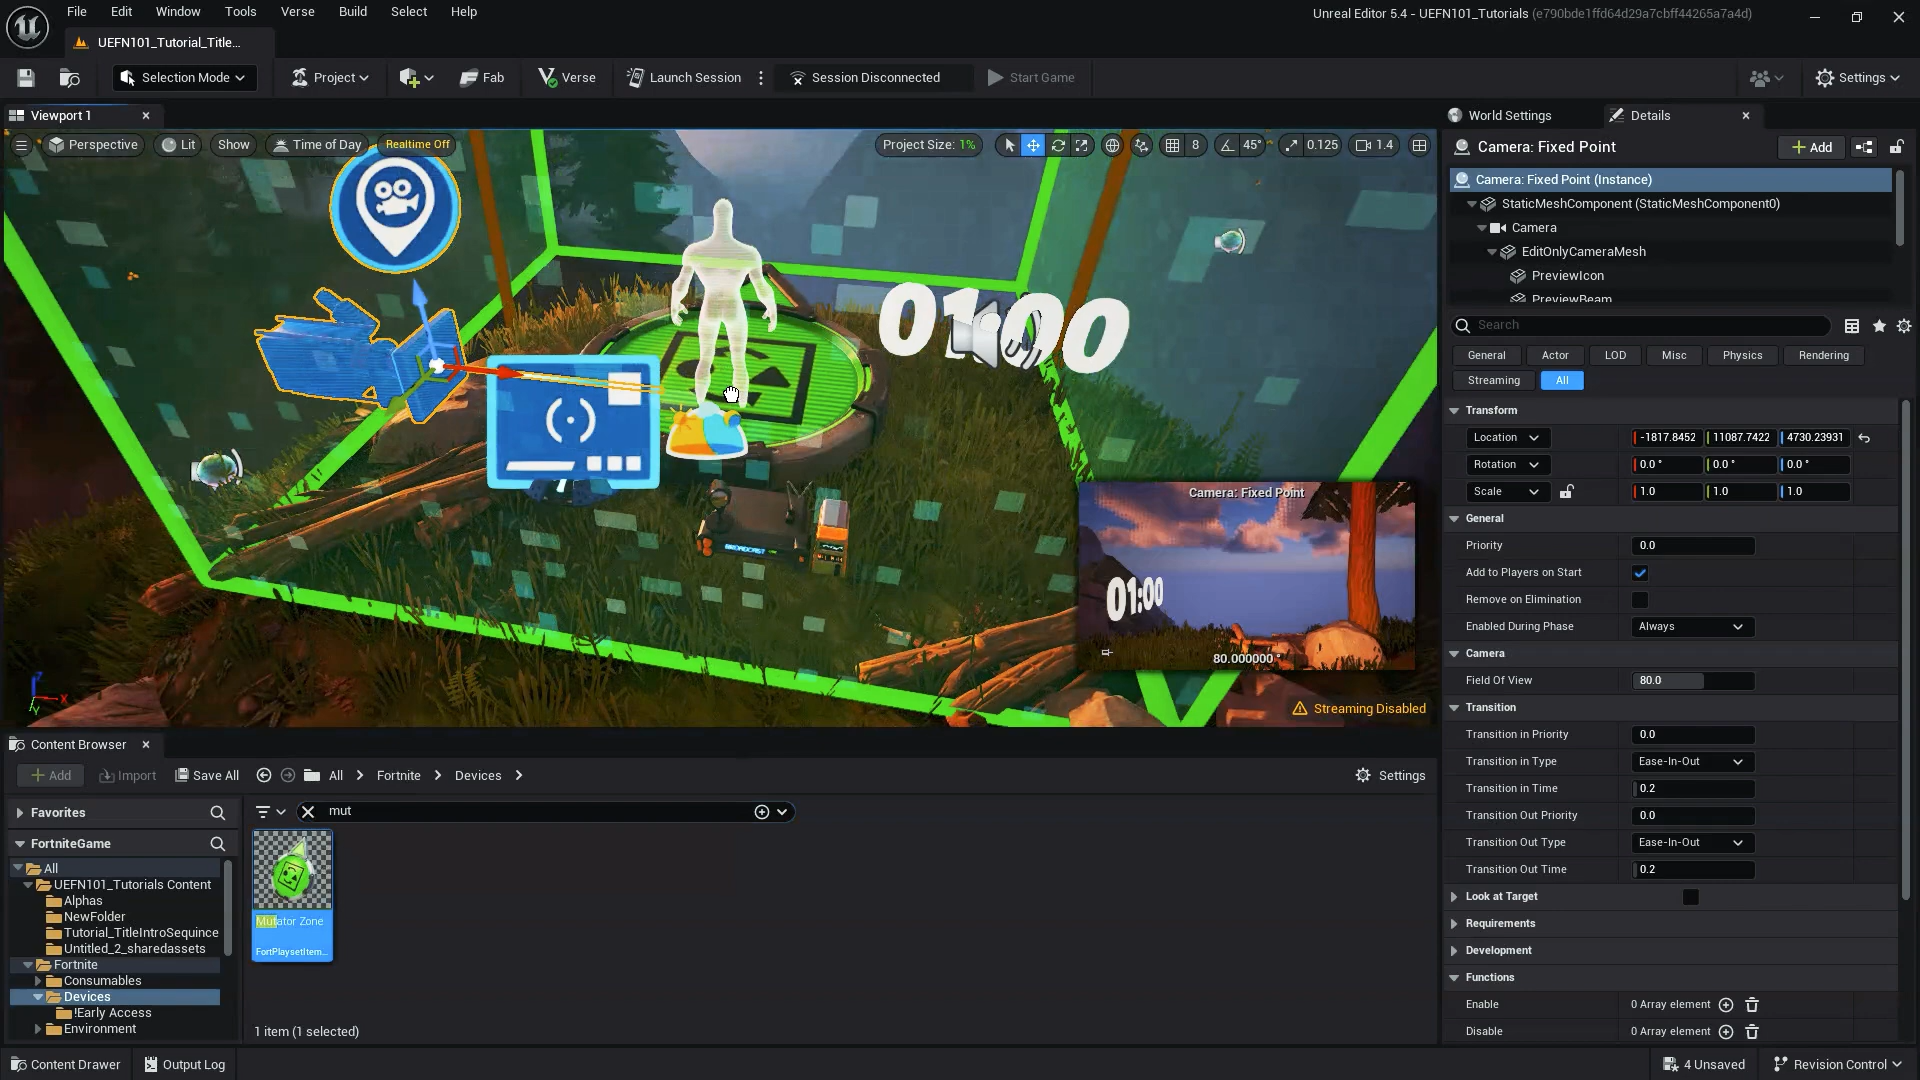 File Edit Window Tools Verse Build Select Help
Unreal Editor 5.4 - UEFN101_Tutorials (e790bde1ffd64d29a7cbff44265a7a4d)
UEFN101_Tutorial_Title...
Selection Mode Project Fab Verse Launch Session Session Disconnected Start Game Settings
Viewport 1
World Settings Details
Perspective Lit Show Time of Day Realtime Off Project Size: 1% 8 45° 0.125 1.4
Camera: Fixed Point Add
Camera: Fixed Point (Instance)
StaticMeshComponent (StaticMeshComponent0)
Camera
EditOnlyCameraMesh
PreviewIcon
PreviewBeam
01:00
Search
General Actor LOD Misc Physics Rendering
Streaming All
Transform
Location -1817.8452 11087.7422 4730.23931
Rotation 0.0 ° 0.0 ° 0.0 °
Scale 1.0 1.0 1.0
General
Priority 0.0
Add to Players on Start
Remove on Elimination
Enabled During Phase Always
Camera
Field Of View 80.0
Transition
Transition in Priority 0.0
Transition in Type Ease-In-Out
Transition in Time 0.2
Transition Out Priority 0.0
Transition Out Type Ease-In-Out
Transition Out Time 0.2
Look at Target
Requirements
Development
Functions
Enable 0 Array element
Disable 0 Array element
BROADCAST
Camera: Fixed Point
01:00
80.000000 °
Streaming Disabled
Content Browser
Add Import Save All All Fortnite Devices Settings
Favorites
mut
FortniteGame
All
UEFN101_Tutorials Content
Alphas
NewFolder
Tutorial_TitleIntroSequince
Untitled_2_sharedassets
Fortnite
Consumables
Devices
!Early Access
Environment
Mutator Zone
FortPlaysetItem...
1 item (1 selected)
Content Drawer Output Log 4 Unsaved Revision Control